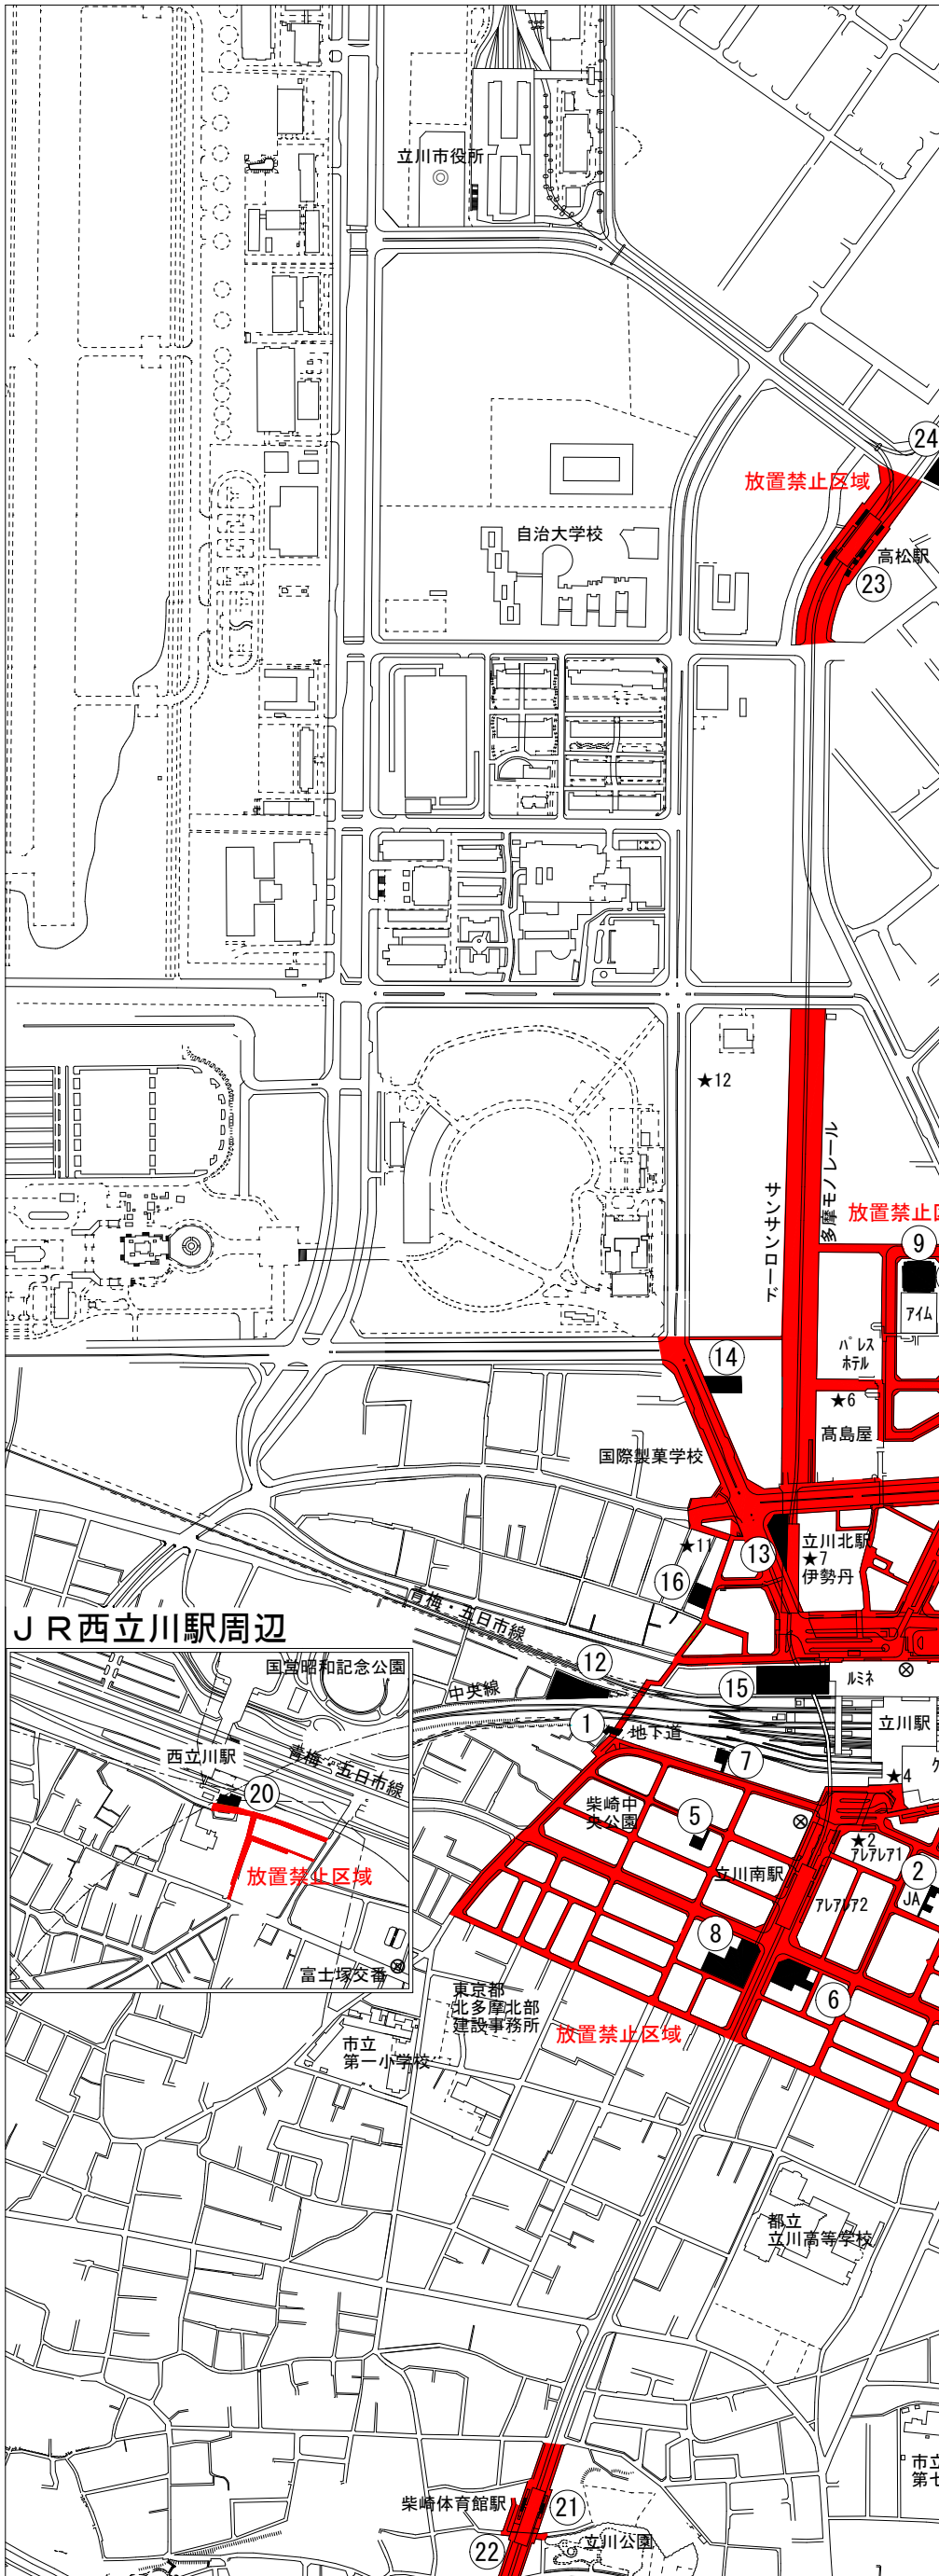 立川市役所
24
放置禁止区域
自治大学校
高松駅
23
★12
多摩モノレール
サンサンロード
放置禁止区
9
アイム
14
パレス
ホテル
★6
髙島屋
国際製菓学校
★11
13
立川北駅
★7
伊勢丹
16
青梅・五日市線
ＪＲ西立川駅周辺
国営昭和記念公園
西立川駅
青梅・五日市線
20
放置禁止区域
富士塚交番
12
中央線
15
ルミネ
1
地下道
立川駅
7
★4
柴崎中
央公園
5
★2
アレアレア1
立川南駅
2
JA
アレアレア2
8
6
東京都
北多摩北部
建設事務所
放置禁止区域
市立
第一小学校
都立
立川高等学校
市立
第七
柴崎体育館駅
21
22
立川公園